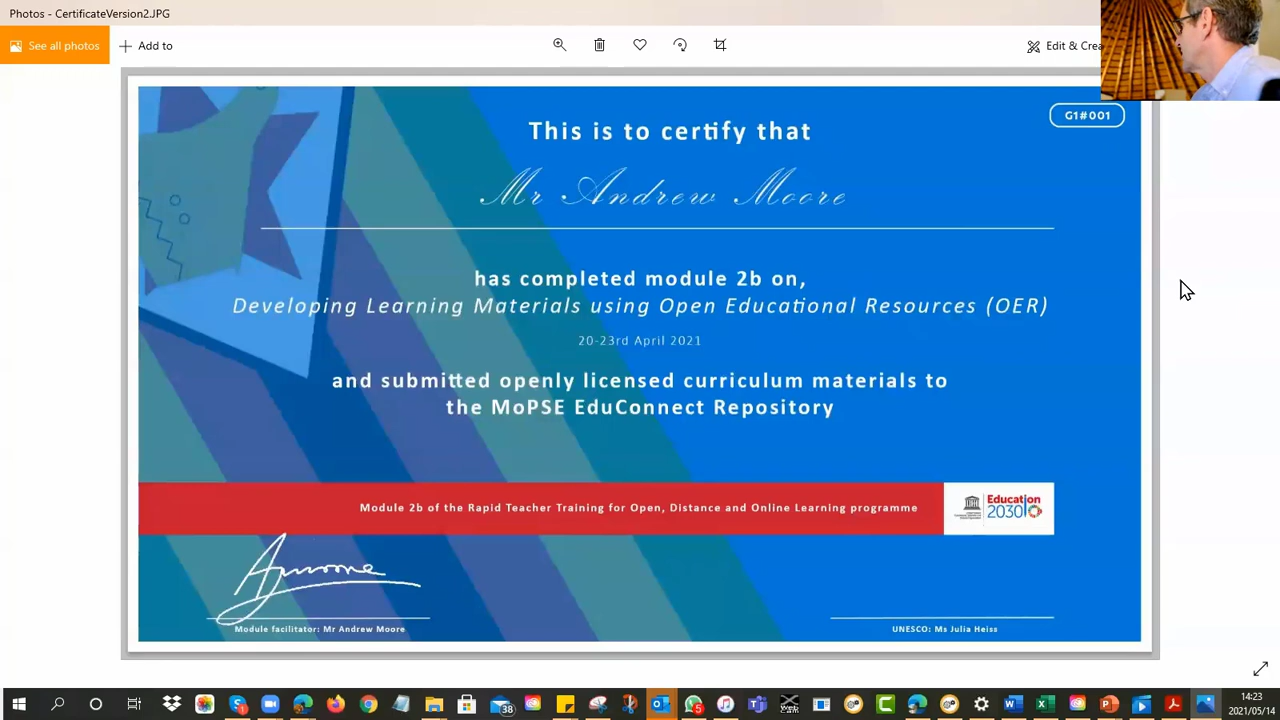 Photos - CertificateVersion2.JPG
See all photos
Add to
Edit & Crea
G1#001
This is to certify that
Mr Andrew Moore
has completed module 2b on,
Developing Learning Materials using Open Educational Resources (OER)
20-23rd April 2021
and submitted openly licensed curriculum materials to
the MoPSE EduConnect Repository
Module 2b of the Rapid Teacher Training for Open, Distance and Online Learning programme
Education
2030
Amoore
Module facilitator: Mr Andrew Moore
UNESCO: Ms Julia Heiss
38
5
14:23
2021/05/14